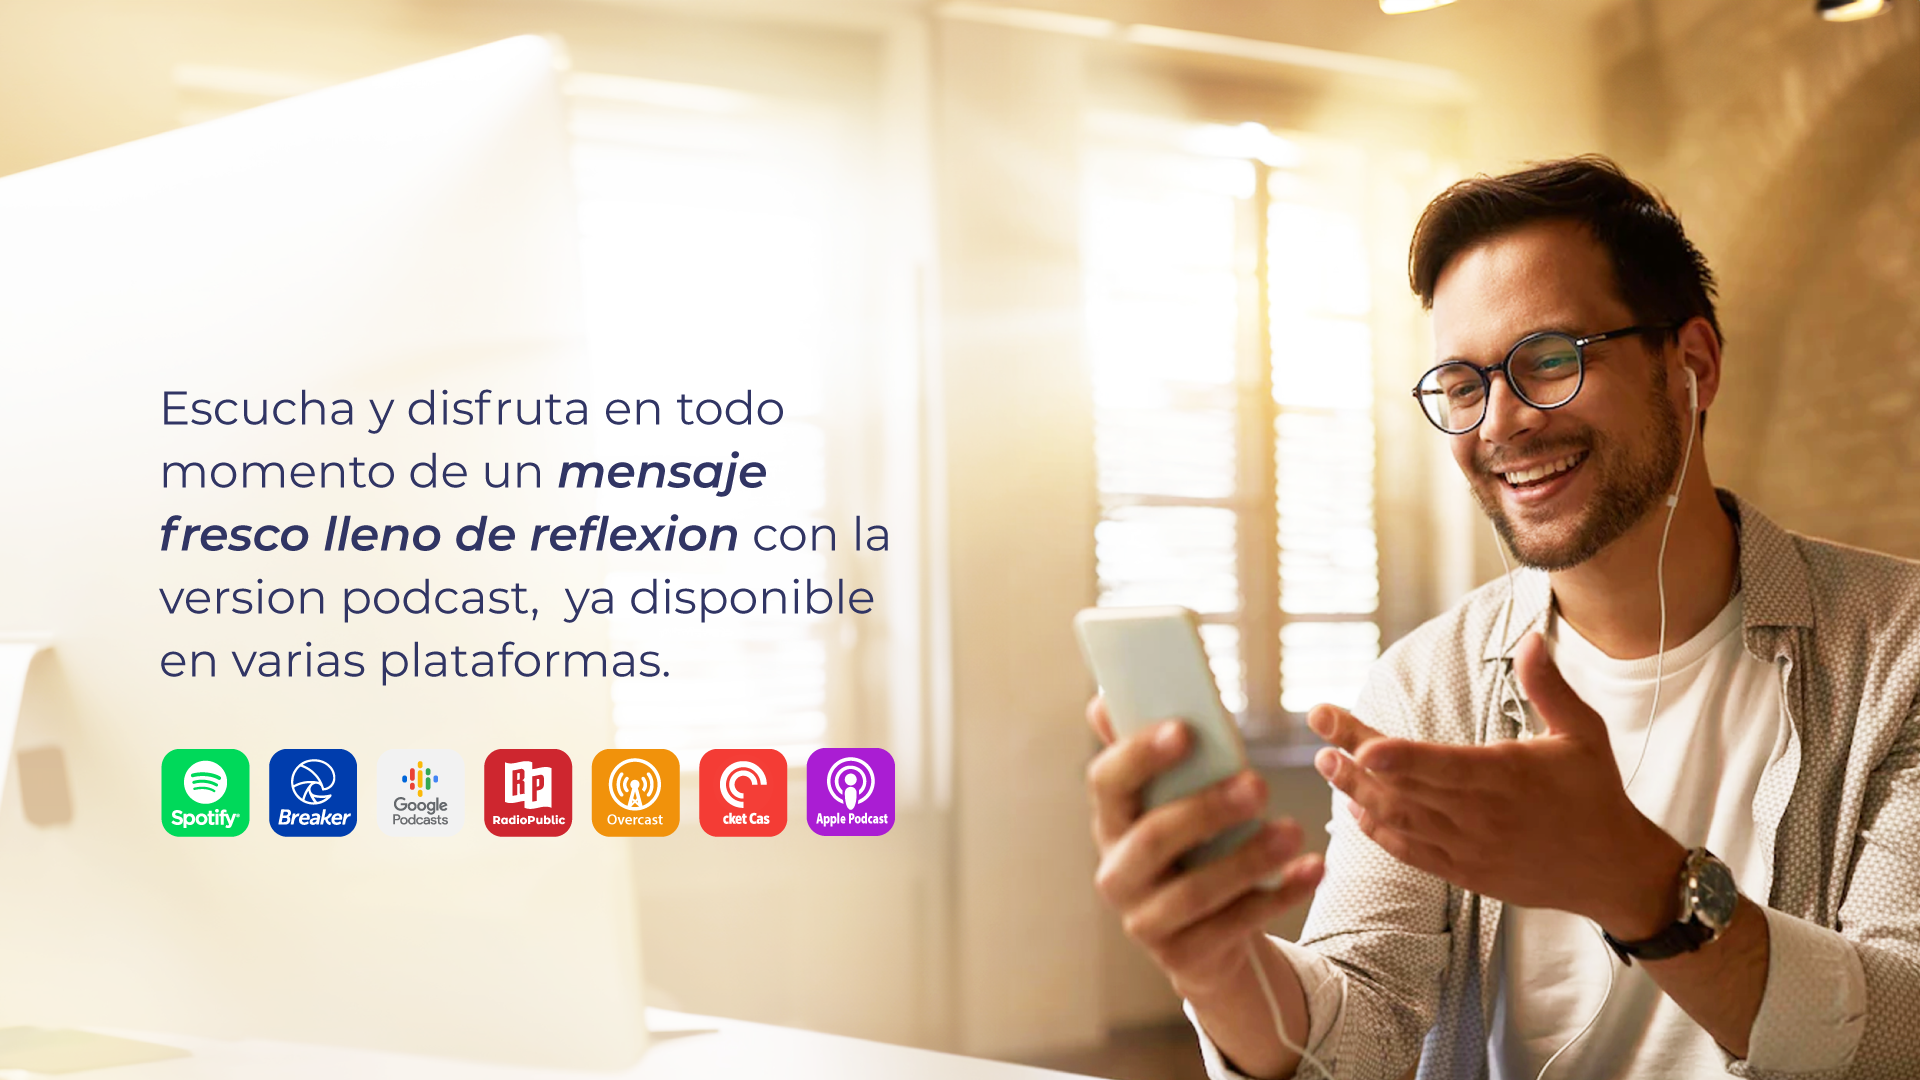 Escucha y disfruta en todo
momento de un mensaje
fresco lleno de reflexion con la
version podcast,  ya disponible
en varias plataformas.
Spotify Breaker Google Podcasts RP RadioPublic Overcast cket Cas Apple Podcast